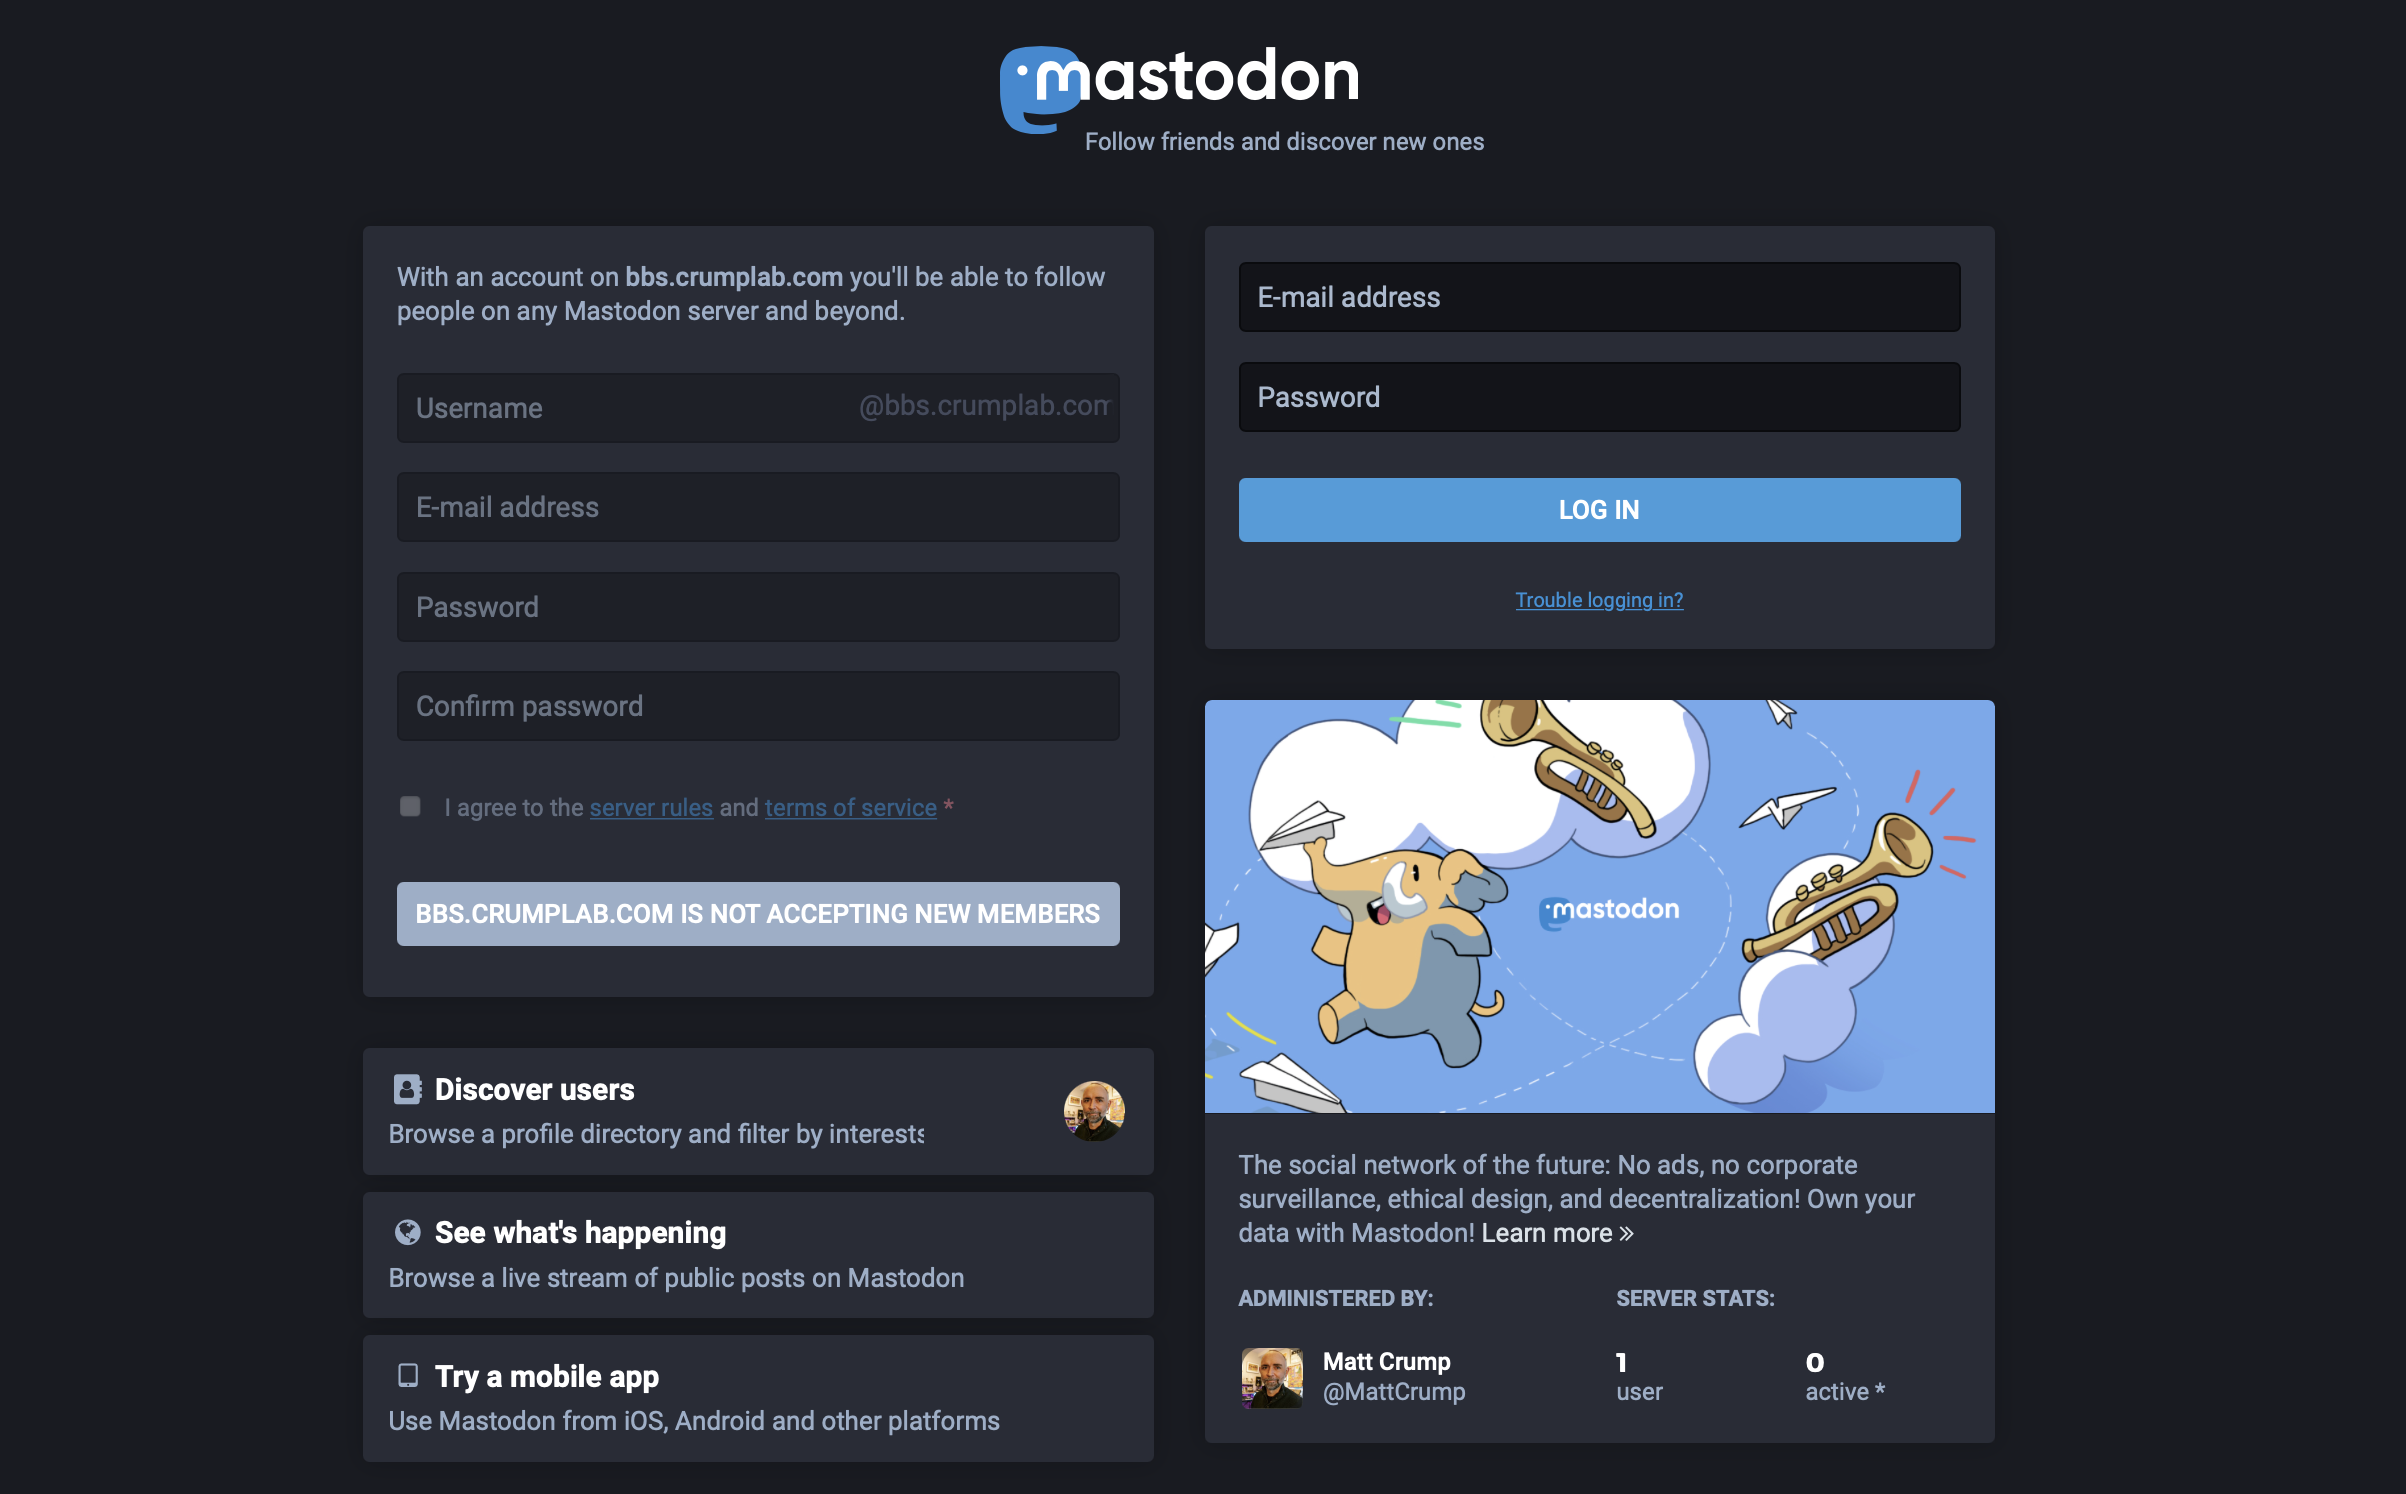 mastodon
Follow friends and discover new ones
With an account on bbs.crumplab.com you'll be able to follow
people on any Mastodon server and beyond.
Username @bbs.crumplab.com
E-mail address
Password
Confirm password
I agree to the server rules and terms of service *
BBS.CRUMPLAB.COM IS NOT ACCEPTING NEW MEMBERS
Discover users
Browse a profile directory and filter by interests
See what's happening
Browse a live stream of public posts on Mastodon
Try a mobile app
Use Mastodon from iOS, Android and other platforms
E-mail address
Password
LOG IN
Trouble logging in?
mastodon
The social network of the future: No ads, no corporate
surveillance, ethical design, and decentralization! Own your
data with Mastodon! Learn more »
ADMINISTERED BY:
Matt Crump
@MattCrump
SERVER STATS:
1 0
user active *